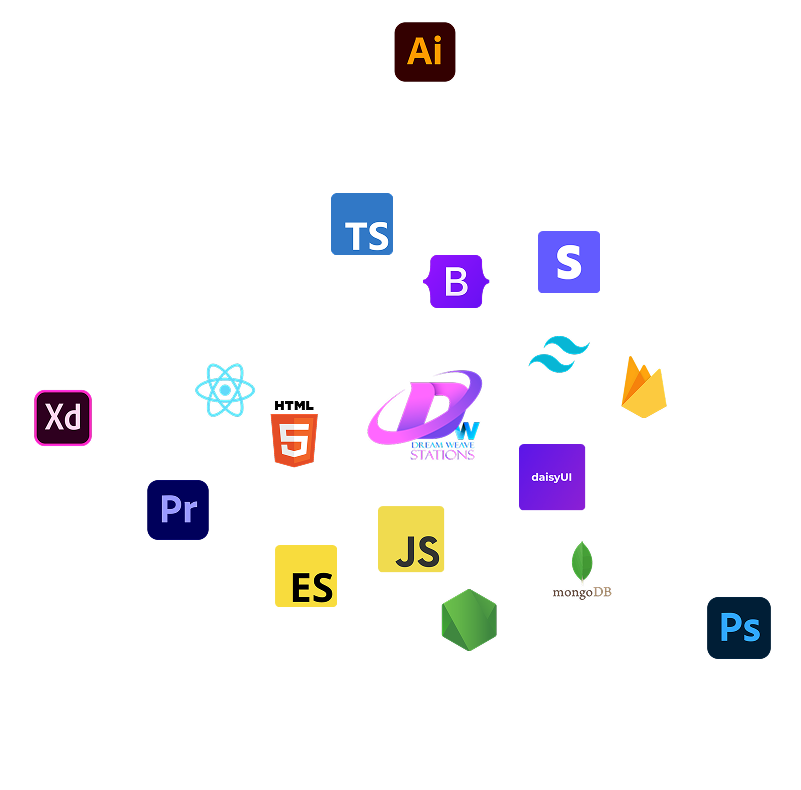 Ai
TS
B
S
HTML
5
Xd
D
W
DREAM WEAVE
STATIONS
daisyUI
Pr
JS
ES
mongoDB
Ps